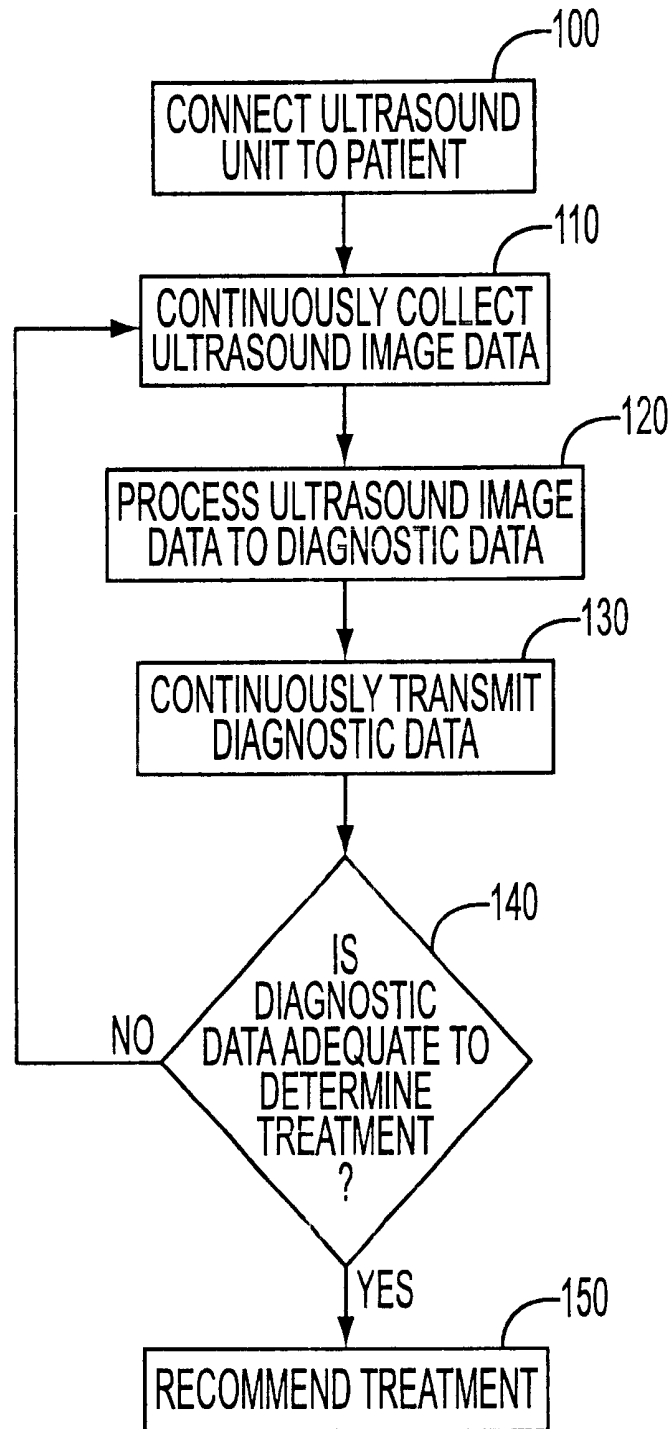 100
CONNECT ULTRASOUND
UNIT TO PATIENT
110
CONTINUOUSLY COLLECT
ULTRASOUND IMAGE DATA
120
PROCESS ULTRASOUND IMAGE
DATA TO DIAGNOSTIC DATA
130
CONTINUOUSLY TRANSMIT
DIAGNOSTIC DATA
140
IS
DIAGNOSTIC
DATA ADEQUATE TO
DETERMINE
TREATMENT
?
NO
YES
150
RECOMMEND TREATMENT